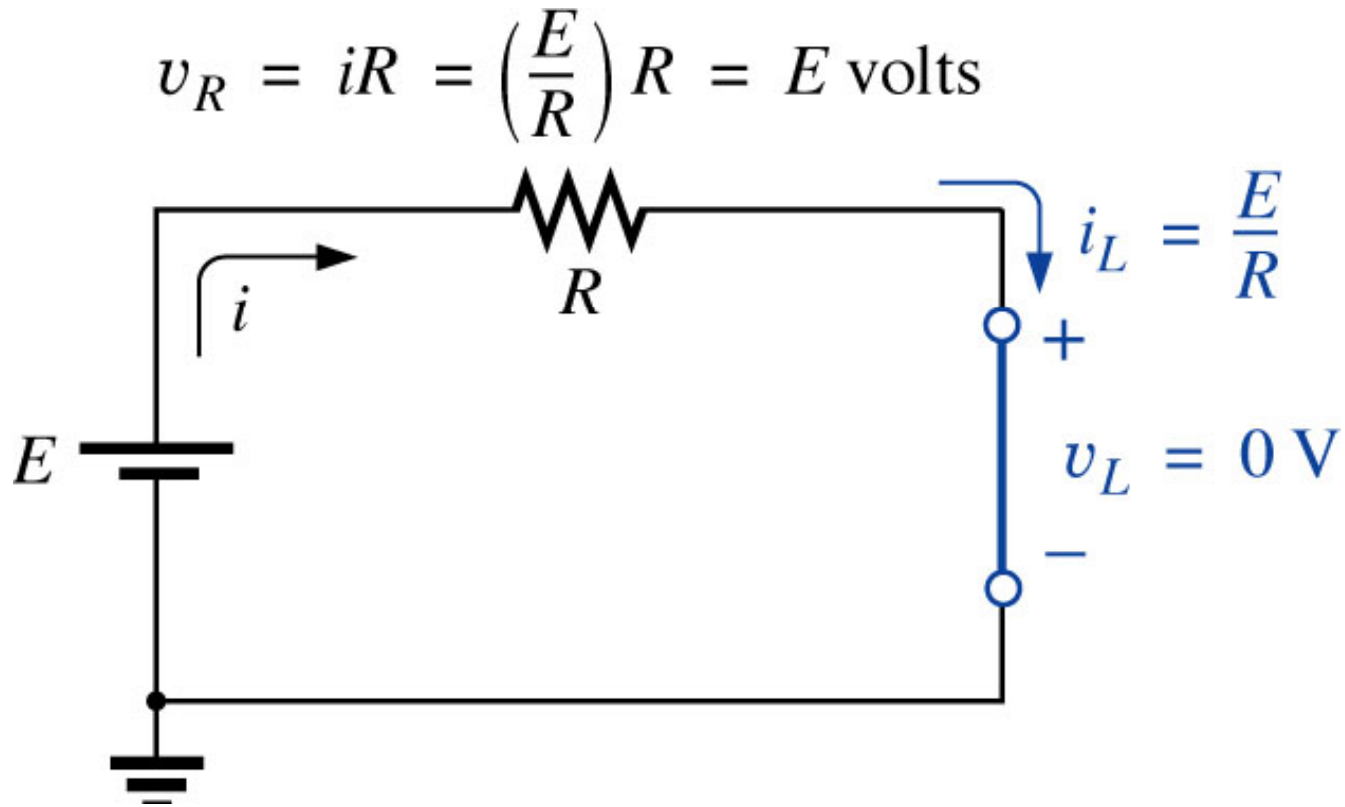 v_R = iR = (E/R) R = E volts
i_L = E/R
i
R
+
E
v_L = 0 V
−